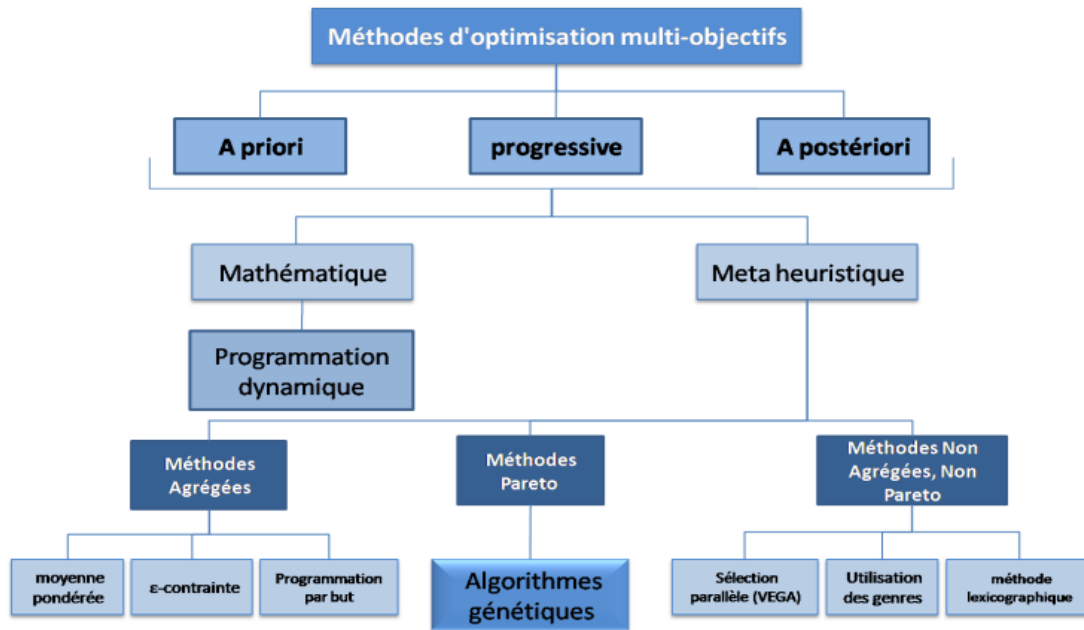 Méthodes d'optimisation multi-objectifs
A priori
progressive
A postériori
Mathématique
Meta heuristique
Programmation
dynamique
Méthodes
Agrégées
Méthodes
Pareto
Méthodes Non
Agrégées, Non
Pareto
moyenne
pondérée
ε-contrainte
Programmation
par but
Algorithmes
génétiques
Sélection
parallèle (VEGA)
Utilisation
des genres
méthode
lexicographique